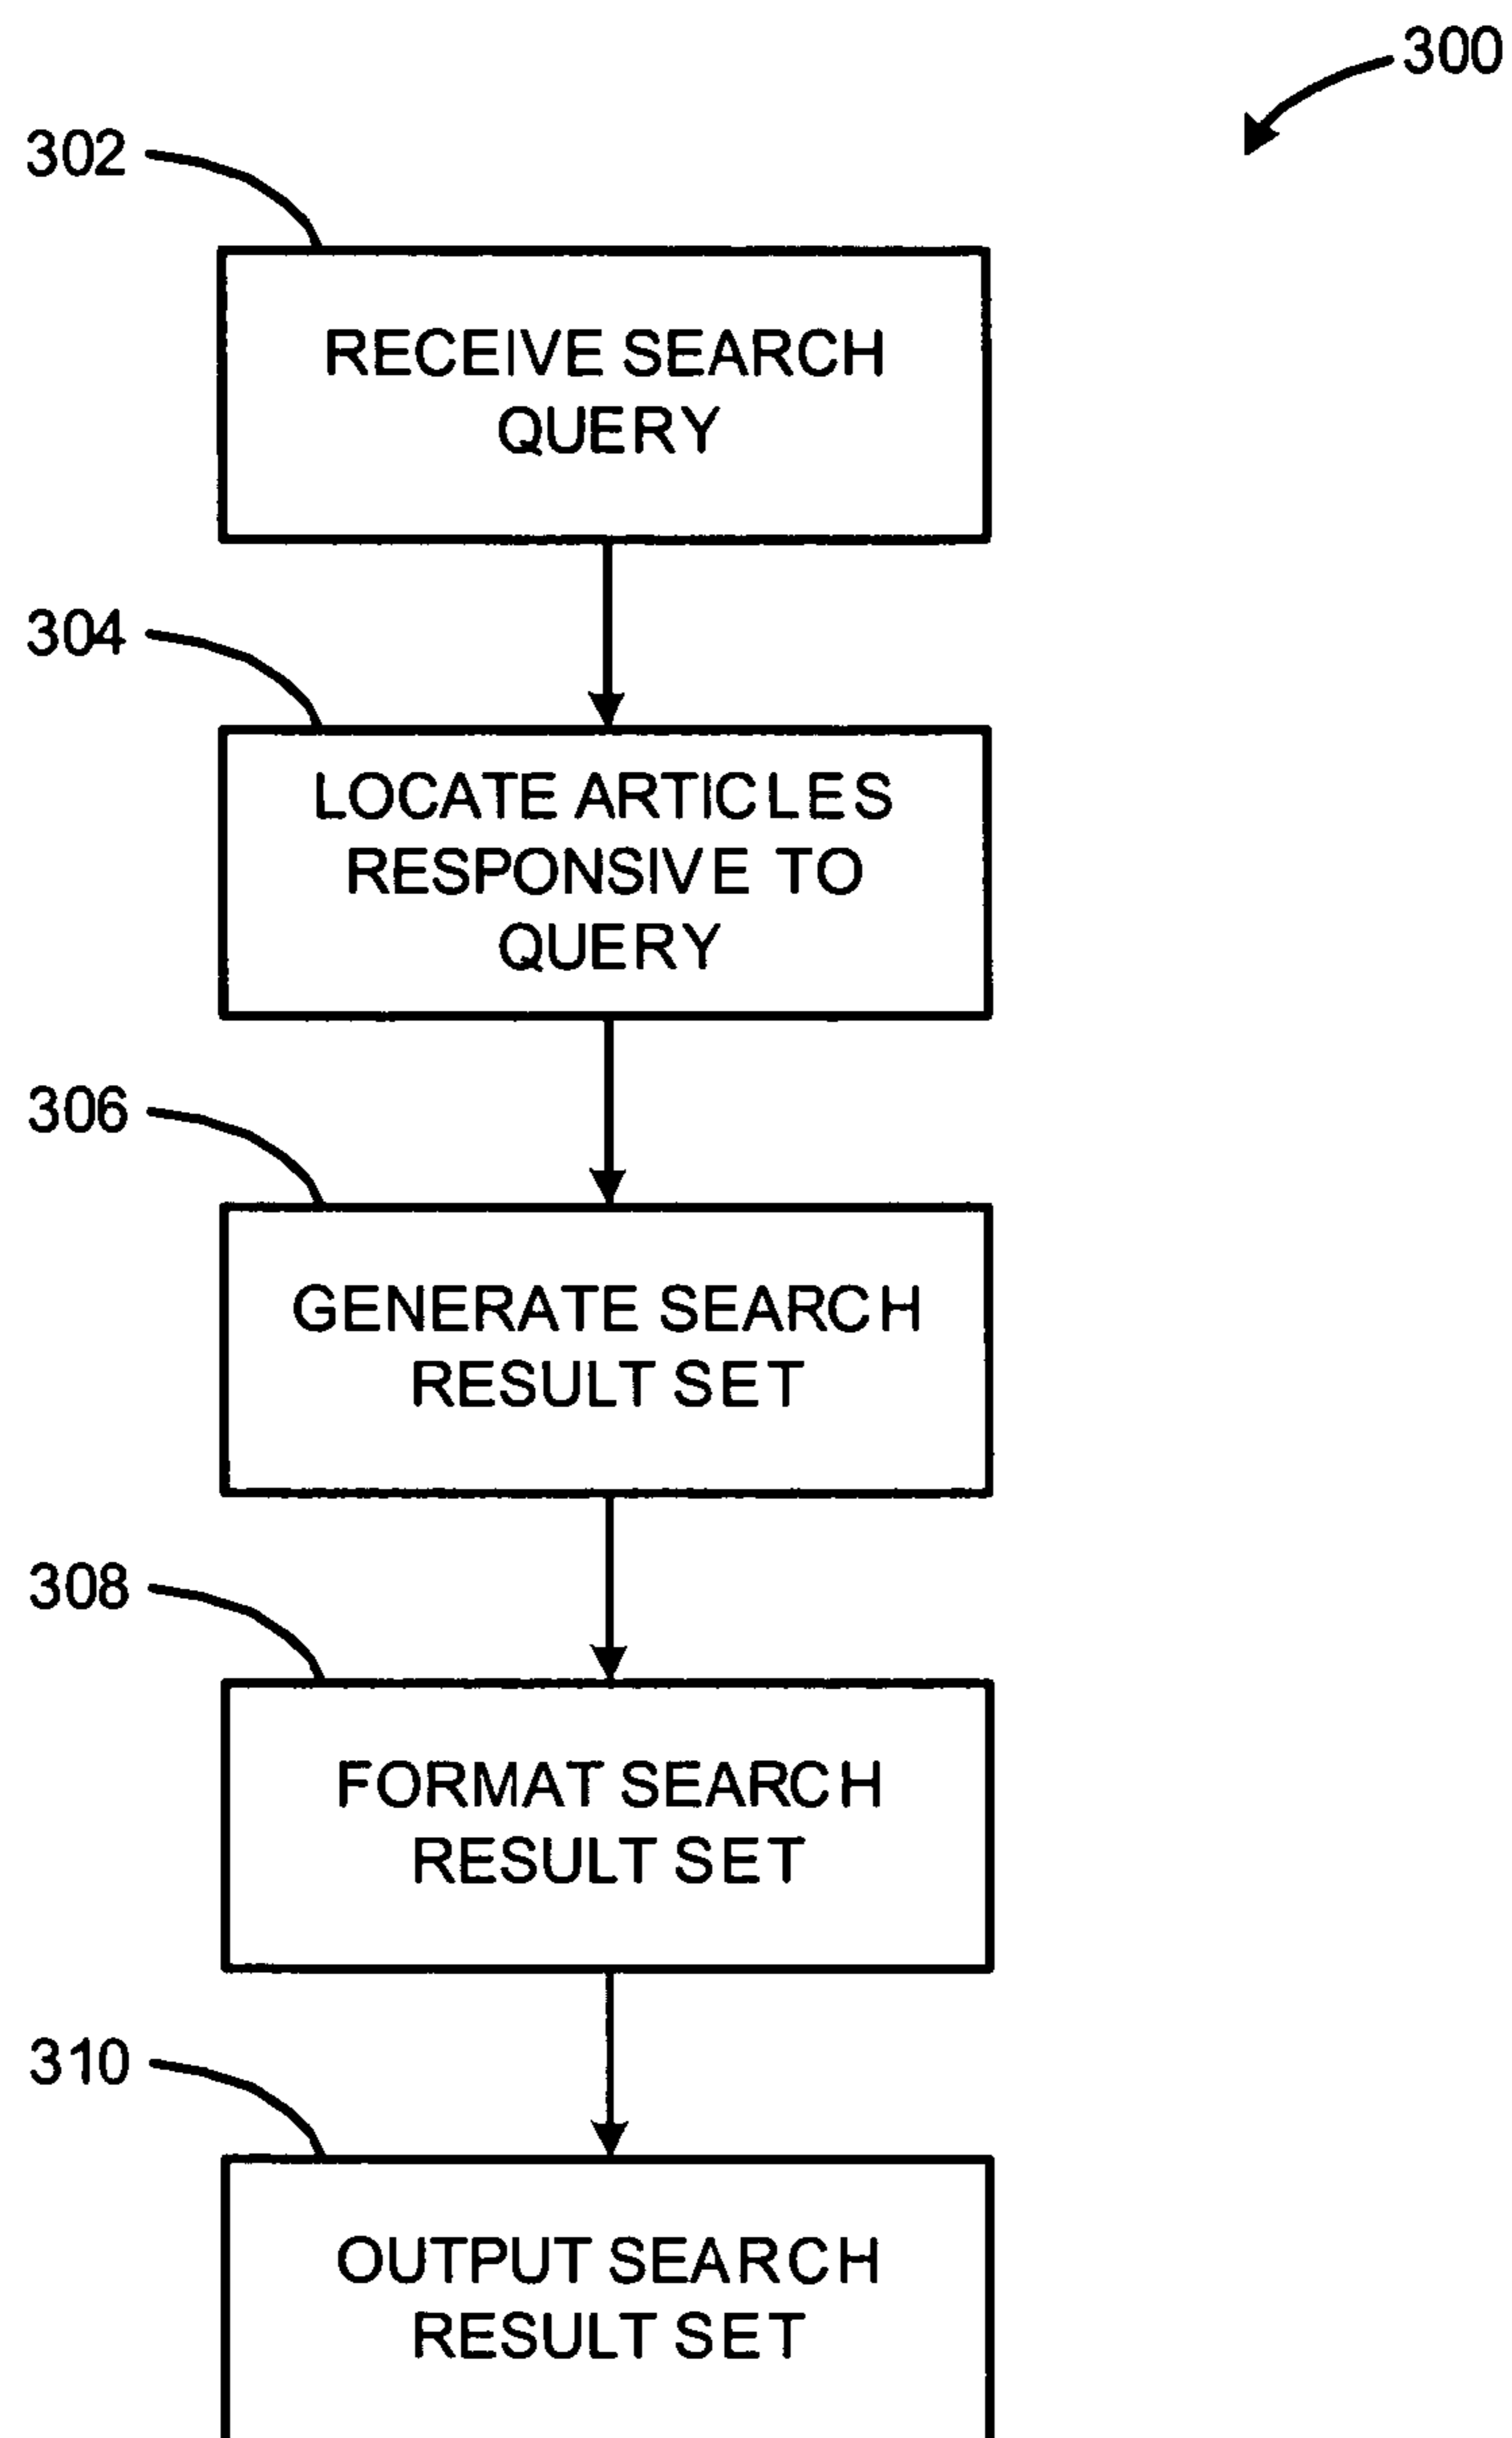 300
302
RECEIVE SEARCH
QUERY
304
LOCATE ARTICLES
RESPONSIVE TO
QUERY
306
GENERATE SEARCH
RESULT SET
308
FORMAT SEARCH
RESULT SET
310
OUTPUT SEARCH
RESULT SET